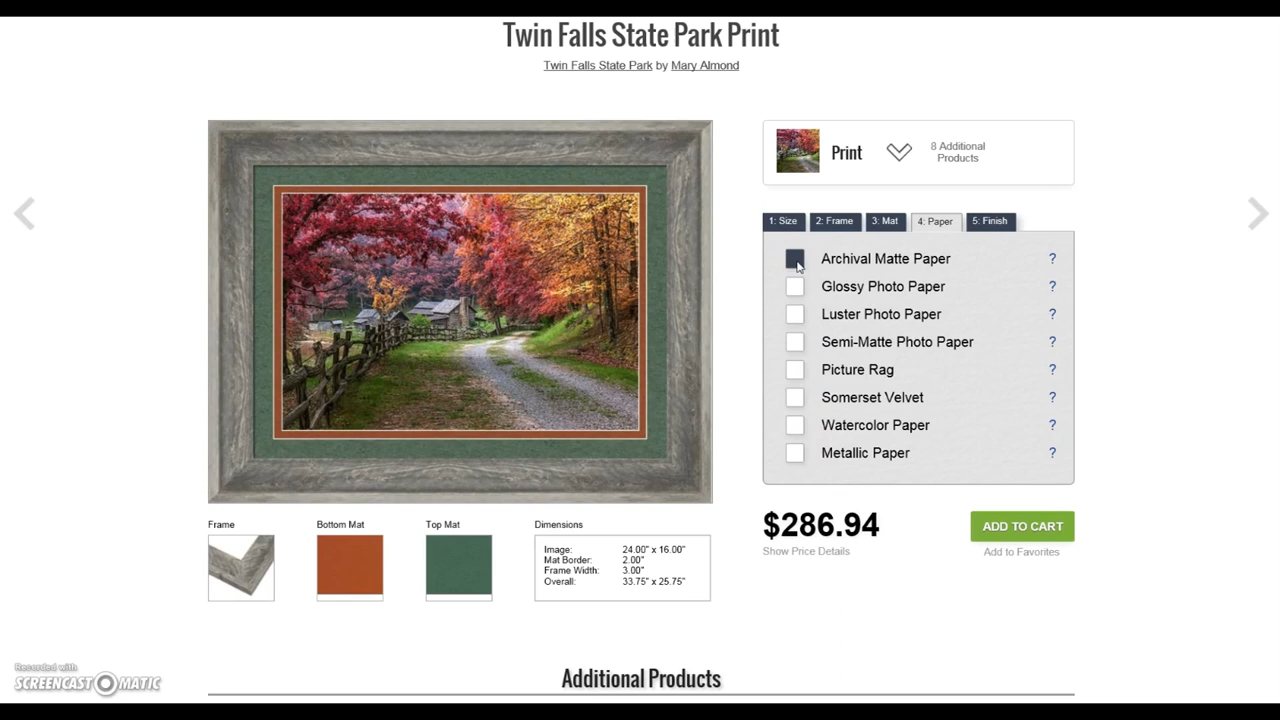 Twin Falls State Park Print
Twin Falls State Park by Mary Almond
Print
8 Additional
Products
1: Size
2: Frame
3: Mat
4: Paper
5: Finish
Archival Matte Paper ?
Glossy Photo Paper ?
Luster Photo Paper ?
Semi-Matte Photo Paper ?
Picture Rag ?
Somerset Velvet ?
Watercolor Paper ?
Metallic Paper ?
$286.94
Show Price Details
ADD TO CART
Add to Favorites
Frame
Bottom Mat
Top Mat
Dimensions
Image: 24.00" x 16.00"
Mat Border: 2.00"
Frame Width: 3.00"
Overall: 33.75" x 25.75"
Recorded with
SCREENCAST-O-MATIC
Additional Products